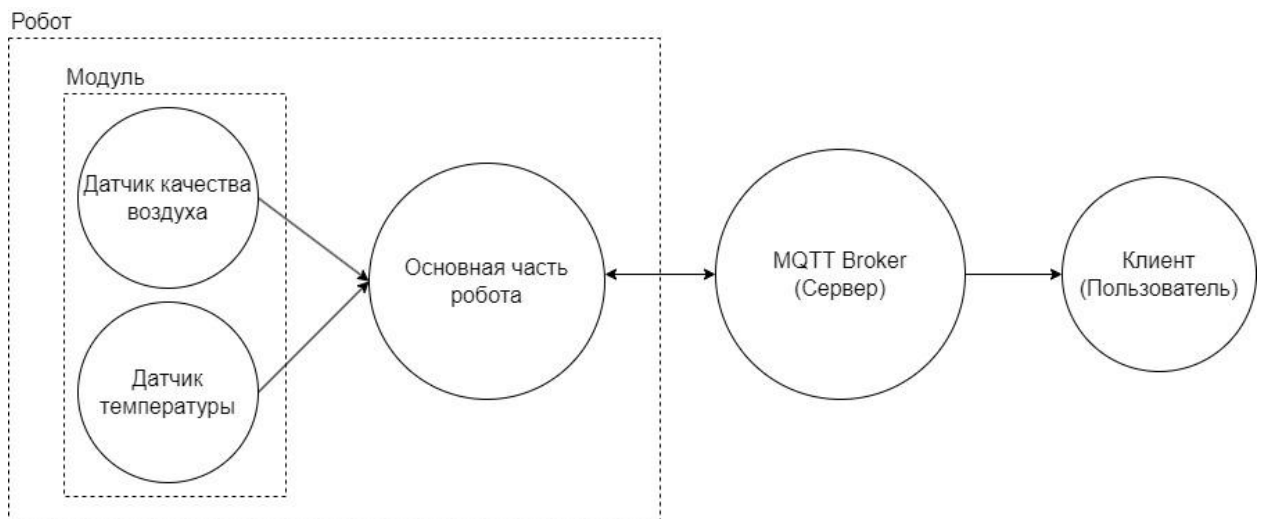 Робот
Модуль
Датчик качества
воздуха
Датчик
температуры
Основная часть
робота
MQTT Broker
(Сервер)
Клиент
(Пользователь)